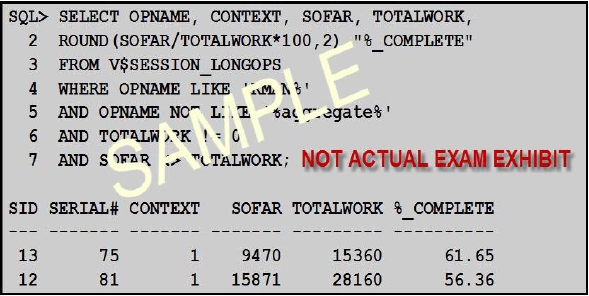 SQL> SELECT OPNAME, CONTEXT, SOFAR, TOTALWORK,
2 ROUND(SOFAR/TOTALWORK*100,2) "%_COMPLETE"
3 FROM V$SESSION_LONGOPS
4 WHERE OPNAME LIKE 'RMAN%'
5 AND OPNAME NOT LIKE '%aggregate%'
6 AND TOTALWORK != 0
7 AND SOFAR <> TOTALWORK; NOT ACTUAL EXAM EXHIBIT
SAMPLE
SID SERIAL# CONTEXT SOFAR TOTALWORK %_COMPLETE
--- ------- ------- ----- --------- ----------
13 75 1 9470 15360 61.65
12 81 1 15871 28160 56.36